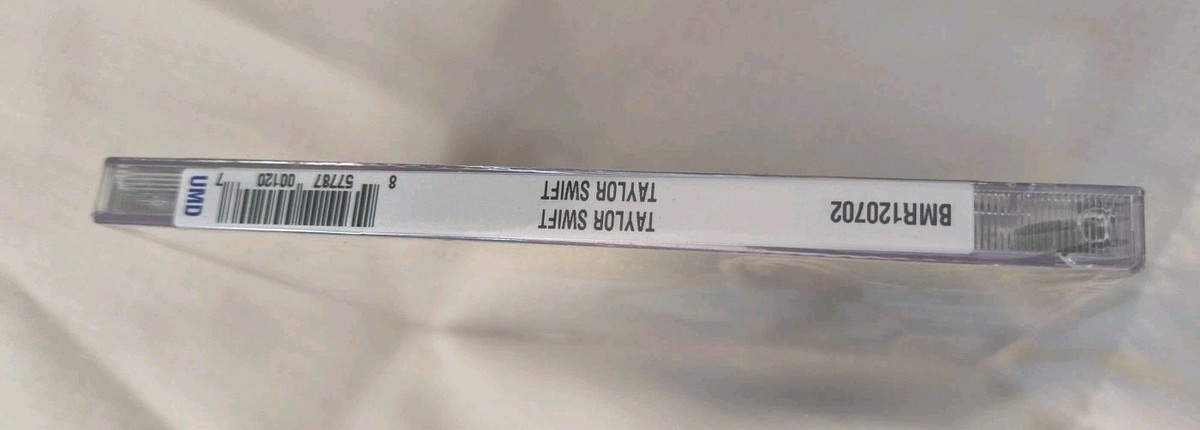 BMR120702
TAYLOR SWIFT
TAYLOR SWIFT
8 57787 00120 7
UMD